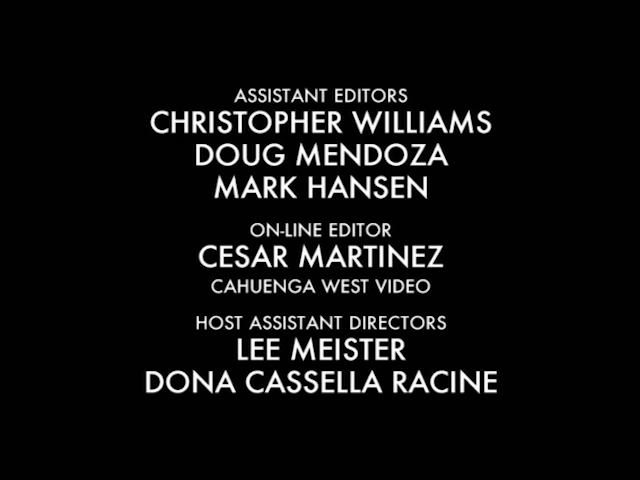 ASSISTANT EDITORS
CHRISTOPHER WILLIAMS
DOUG MENDOZA
MARK HANSEN
ON-LINE EDITOR
CESAR MARTINEZ
CAHUENGA WEST VIDEO
HOST ASSISTANT DIRECTORS
LEE MEISTER
DONA CASSELLA RACINE